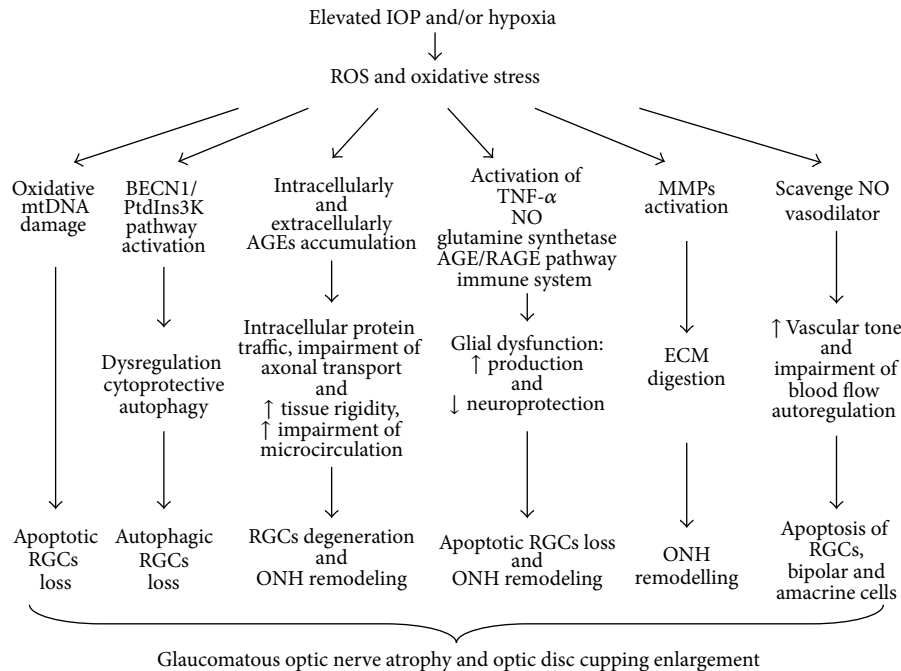 Elevated IOP and/or hypoxia
ROS and oxidative stress
Oxidative
mtDNA
damage
BECN1/
PtdIns3K
pathway
activation
Intracellularly
and
extracellularly
AGEs accumulation
Activation of
TNF-α
NO
glutamine synthetase
AGE/RAGE pathway
immune system
MMPs
activation
Scavenge NO
vasodilator
Dysregulation
cytoprotective
autophagy
Intracellular protein
traffic, impairment of
axonal transport
and
↑ tissue rigidity,
↑ impairment of
microcirculation
Glial dysfunction:
↑ production
and
↓ neuroprotection
ECM
digestion
↑ Vascular tone
and
impairment of
blood flow
autoregulation
Apoptotic
RGCs
loss
Autophagic
RGCs
loss
RGCs degeneration
and
ONH remodeling
Apoptotic RGCs loss
and
ONH remodeling
ONH
remodelling
Apoptosis of
RGCs,
bipolar and
amacrine cells
Glaucomatous optic nerve atrophy and optic disc cupping enlargement